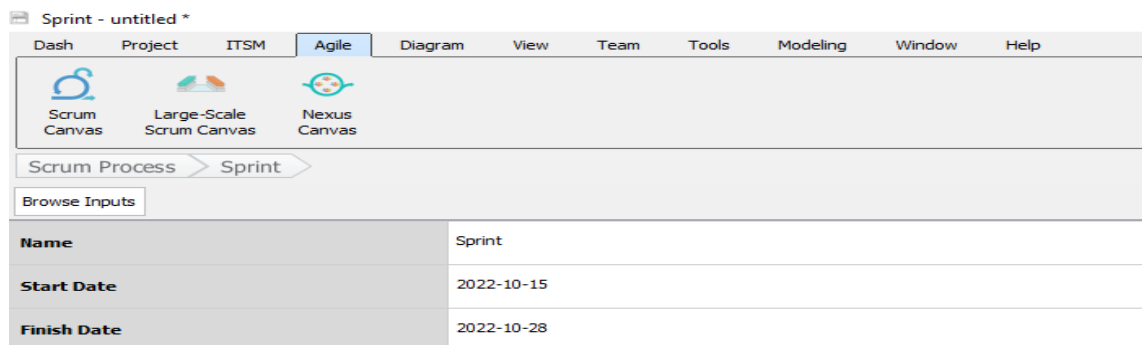 Sprint - untitled *
Dash Project ITSM Agile Diagram View Team Tools Modeling Window Help
Scrum Canvas
Large-Scale Scrum Canvas
Nexus Canvas
Scrum Process Sprint
Browse Inputs
Name Sprint
Start Date 2022-10-15
Finish Date 2022-10-28